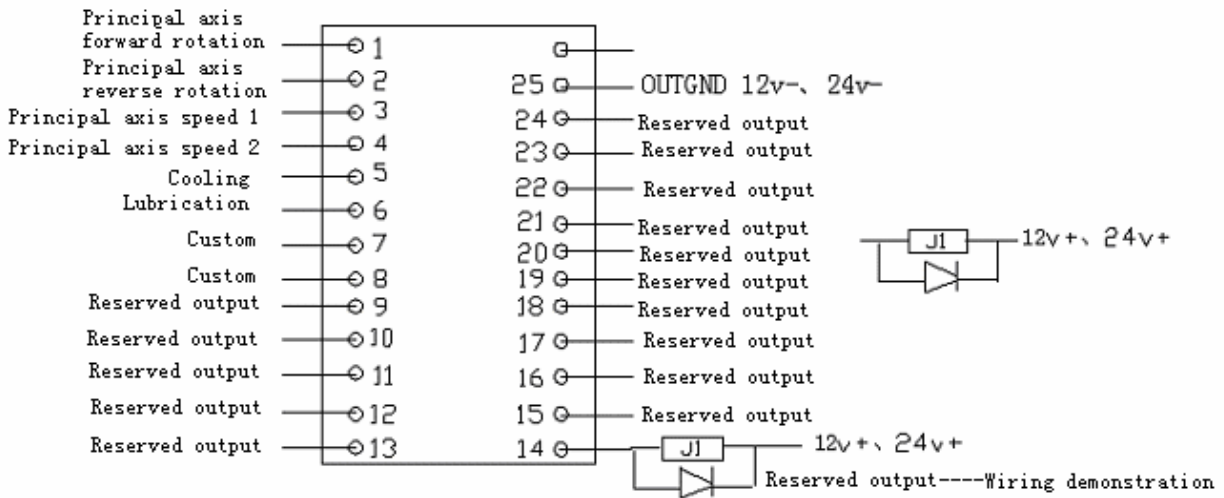 Principal axis
forward rotation
1
Principal axis
reverse rotation
2
25 OUTGND 12v-、24v-
Principal axis speed 1
3
24 Reserved output
Principal axis speed 2
4
23 Reserved output
Cooling
5
22 Reserved output
Lubrication
6
21 Reserved output
Custom
7
20 Reserved output
J1 12v+、24v+
Custom
8
19 Reserved output
Reserved output 9
18 Reserved output
Reserved output 10
17 Reserved output
Reserved output 11
16 Reserved output
Reserved output 12
15 Reserved output
Reserved output 13
14 J1 12v+、24v+
Reserved output----Wiring demonstration